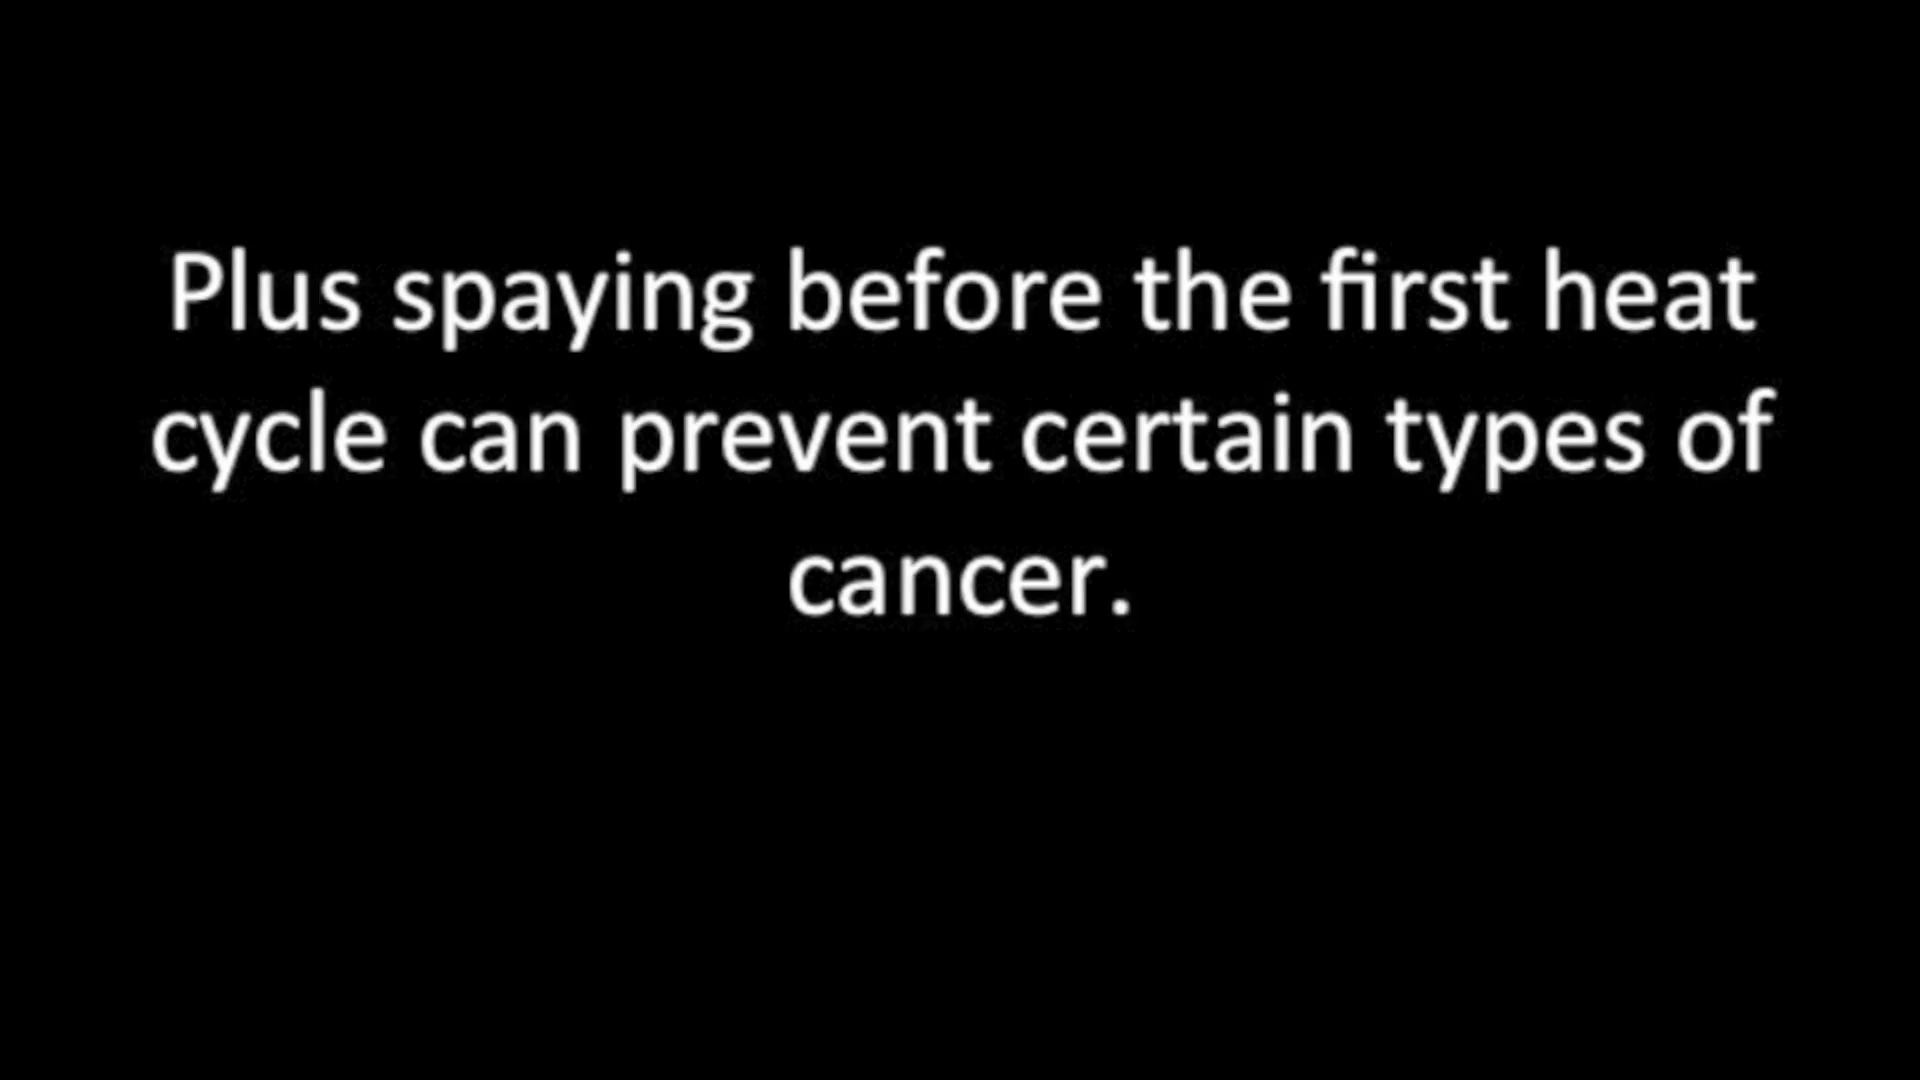 Plus spaying before the first heat
cycle can prevent certain types of
cancer.